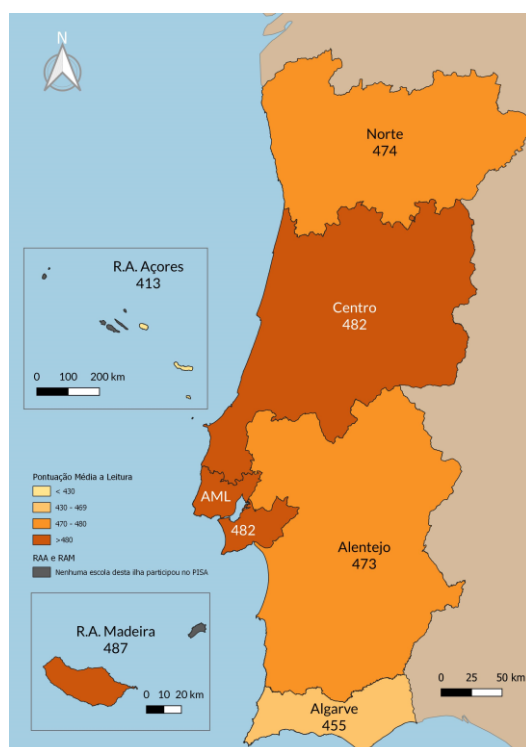 N
Norte
474
R.A. Açores
413
0 100 200 km
Centro
482
Pontuação Média a Leitura
< 430
430 - 469
470 - 480
>480
RAA e RAM
Nenhuma escola desta ilha participou no PISA
AML
482
Alentejo
473
R.A. Madeira
487
0 10 20 km
0 25 50 km
Algarve
455